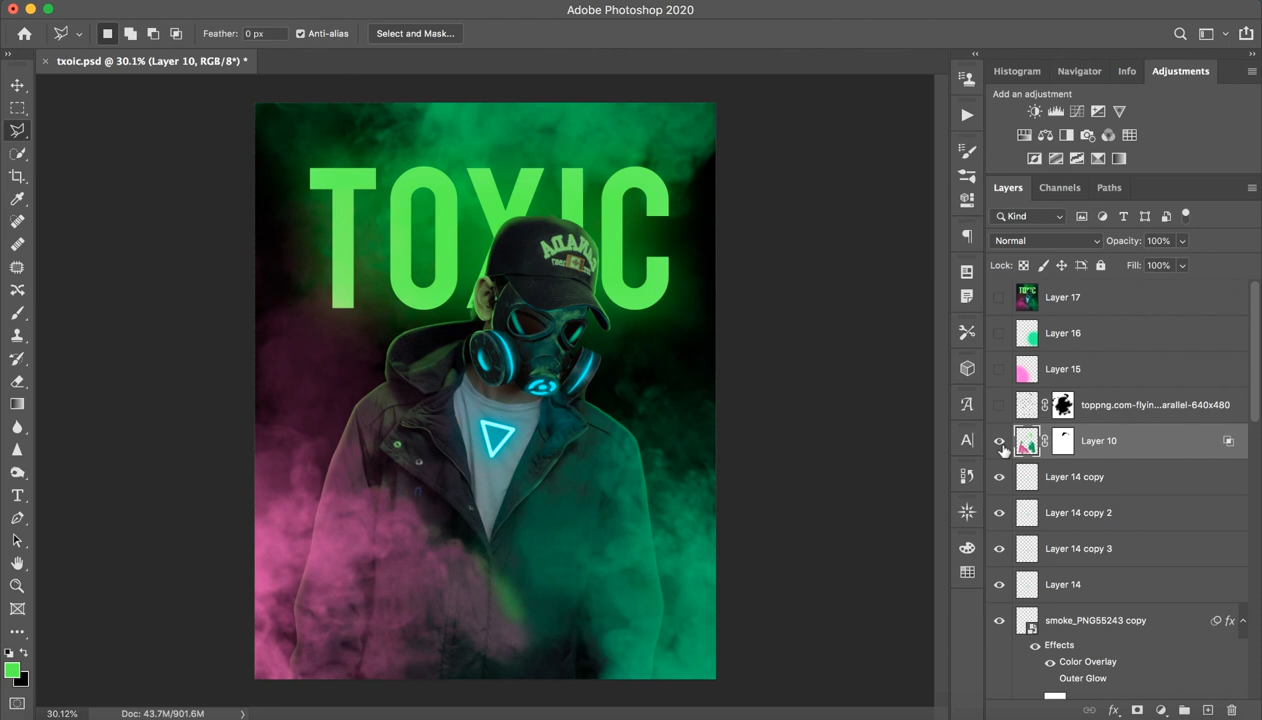 Adobe Photoshop 2020
Feather: 0 px Anti-alias Select and Mask...
txoic.psd @ 30.1% (Layer 10, RGB/8*) *
Histogram Navigator Info Adjustments
Add an adjustment
Layers Channels Paths
Kind
Normal Opacity: 100%
Lock: Fill: 100%
Layer 17
Layer 16
Layer 15
toppng.com-flyin...arallel-640x480
Layer 10
Layer 14 copy
Layer 14 copy 2
Layer 14 copy 3
Layer 14
smoke_PNG55243 copy fx
Effects
Color Overlay
Outer Glow
TOXIC
CANADA
30.12% Doc: 43.7M/901.6M